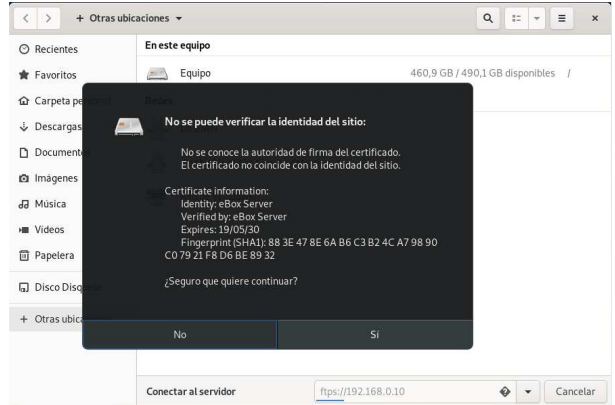 + Otras ubicaciones
Recientes
Favoritos
Carpeta pe
Descargas
Documento
Imágenes
Música
Vídeos
Papelera
Disco Disq
+ Otras ubica
En este equipo
Equipo
460,9 GB / 490,1 GB disponibles /
Redes
No se puede verificar la identidad del sitio:
No se conoce la autoridad de firma del certificado.
El certificado no coincide con la identidad del sitio.
Certificate information:
Identity: eBox Server
Verified by: eBox Server
Expires: 19/05/30
Fingerprint (SHA1): 88 3E 47 8E 6A B6 C3 B2 4C A7 98 90
C0 79 21 F8 D6 BE 89 32
¿Seguro que quiere continuar?
No
Sí
Conectar al servidor
ftps://192.168.0.10
Cancelar